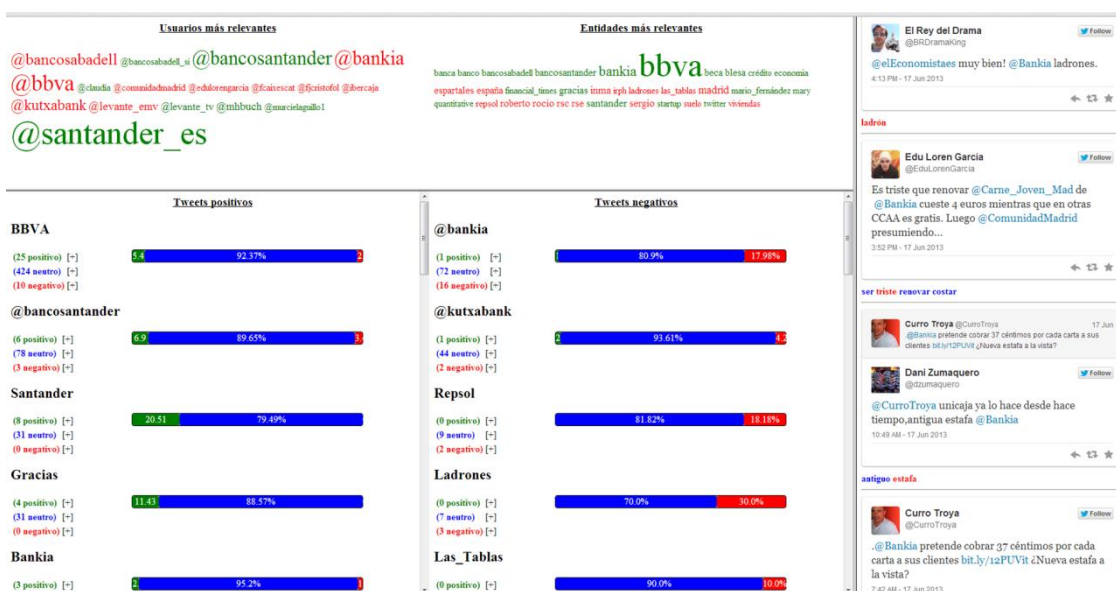 Usuarios más relevantes
@bancosabadell @bancosabadell_si @bancosantander @bankia
@bbva @claudia @comunidadmadrid @edulorengarcia @fcaixescat @fjcristofol @ibercaja
@kutxabank @levante_emv @levante_tv @mhbuch @murcielaguillo1
@santander_es
Entidades más relevantes
banca banco bancosabadell bancosantander bankia bbva beca blesa crédito economia
espartales españa financial_times gracias inma irph ladrones las_tablas madrid mario_fernández mary
quantitative repsol roberto rocio rsc rse santander sergio startup suelo twitter viviendas
Tweets positivos
BBVA
(25 positivo) [+]
(424 neutro) [+]
(10 negativo) [+]
5.4 92.37% 2
@bancosantander
(6 positivo) [+]
(78 neutro) [+]
(3 negativo) [+]
6.9 89.65% 3.
Santander
(8 positivo) [+]
(31 neutro) [+]
(0 negativo) [+]
20.51 79.49%
Gracias
(4 positivo) [+]
(31 neutro) [+]
(0 negativo) [+]
11.43 88.57%
Bankia
(3 positivo) [+]
2 95.2% 1
Tweets negativos
@bankia
(1 positivo) [+]
(72 neutro) [+]
(16 negativo) [+]
1 80.9% 17.98%
@kutxabank
(1 positivo) [+]
(44 neutro) [+]
(2 negativo) [+]
2 93.61% 4.2
Repsol
(0 positivo) [+]
(9 neutro) [+]
(2 negativo) [+]
81.82% 18.18%
Ladrones
(0 positivo) [+]
(7 neutro) [+]
(3 negativo) [+]
70.0% 30.0%
Las_Tablas
(0 positivo) [+]
90.0% 10.0%
El Rey del Drama
Follow
@BRDramaKing
@elEconomistaes muy bien! @Bankia ladrones.
4:13 PM - 17 Jun 2013
ladrón
Edu Loren Garcia
Follow
@EduLorenGarcia
Es triste que renovar @Carne_Joven_Mad de
@Bankia cueste 4 euros mientras que en otras
CCAA es gratis. Luego @ComunidadMadrid
presumiendo...
3:52 PM - 17 Jun 2013
ser triste renovar costar
Curro Troya @CurroTroya 17 Jun
.@Bankia pretende cobrar 37 céntimos por cada carta a sus
clientes bit.ly/12PUVit ¿Nueva estafa a la vista?
Dani Zumaquero
Follow
@dzumaquero
@CurroTroya unicaja ya lo hace desde hace
tiempo,antigua estafa @Bankia
10:49 AM - 17 Jun 2013
antiguo estafa
Curro Troya
Follow
@CurroTroya
.@Bankia pretende cobrar 37 céntimos por cada
carta a sus clientes bit.ly/12PUVit ¿Nueva estafa a
la vista?
7:42 AM - 17 Jun 2013